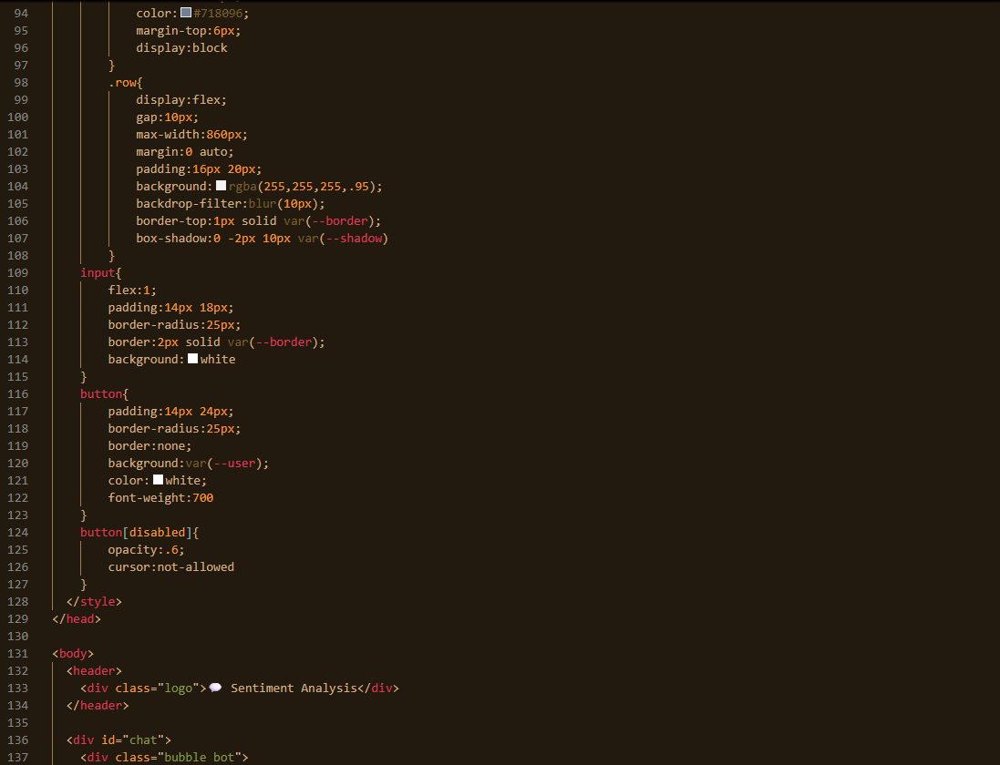 94 color:#718096;
95 margin-top:6px;
96 display:block
97 }
98 .row{
99 display:flex;
100 gap:10px;
101 max-width:860px;
102 margin:0 auto;
103 padding:16px 20px;
104 background:rgba(255,255,255,.95);
105 backdrop-filter:blur(10px);
106 border-top:1px solid var(--border);
107 box-shadow:0 -2px 10px var(--shadow)
108 }
109 input{
110 flex:1;
111 padding:14px 18px;
112 border-radius:25px;
113 border:2px solid var(--border);
114 background:white
115 }
116 button{
117 padding:14px 24px;
118 border-radius:25px;
119 border:none;
120 background:var(--user);
121 color:white;
122 font-weight:700
123 }
124 button[disabled]{
125 opacity:.6;
126 cursor:not-allowed
127 }
128 </style>
129 </head>
130
131 <body>
132 <header>
133 <div class="logo">💬 Sentiment Analysis</div>
134 </header>
135
136 <div id="chat">
137 <div class="bubble bot">